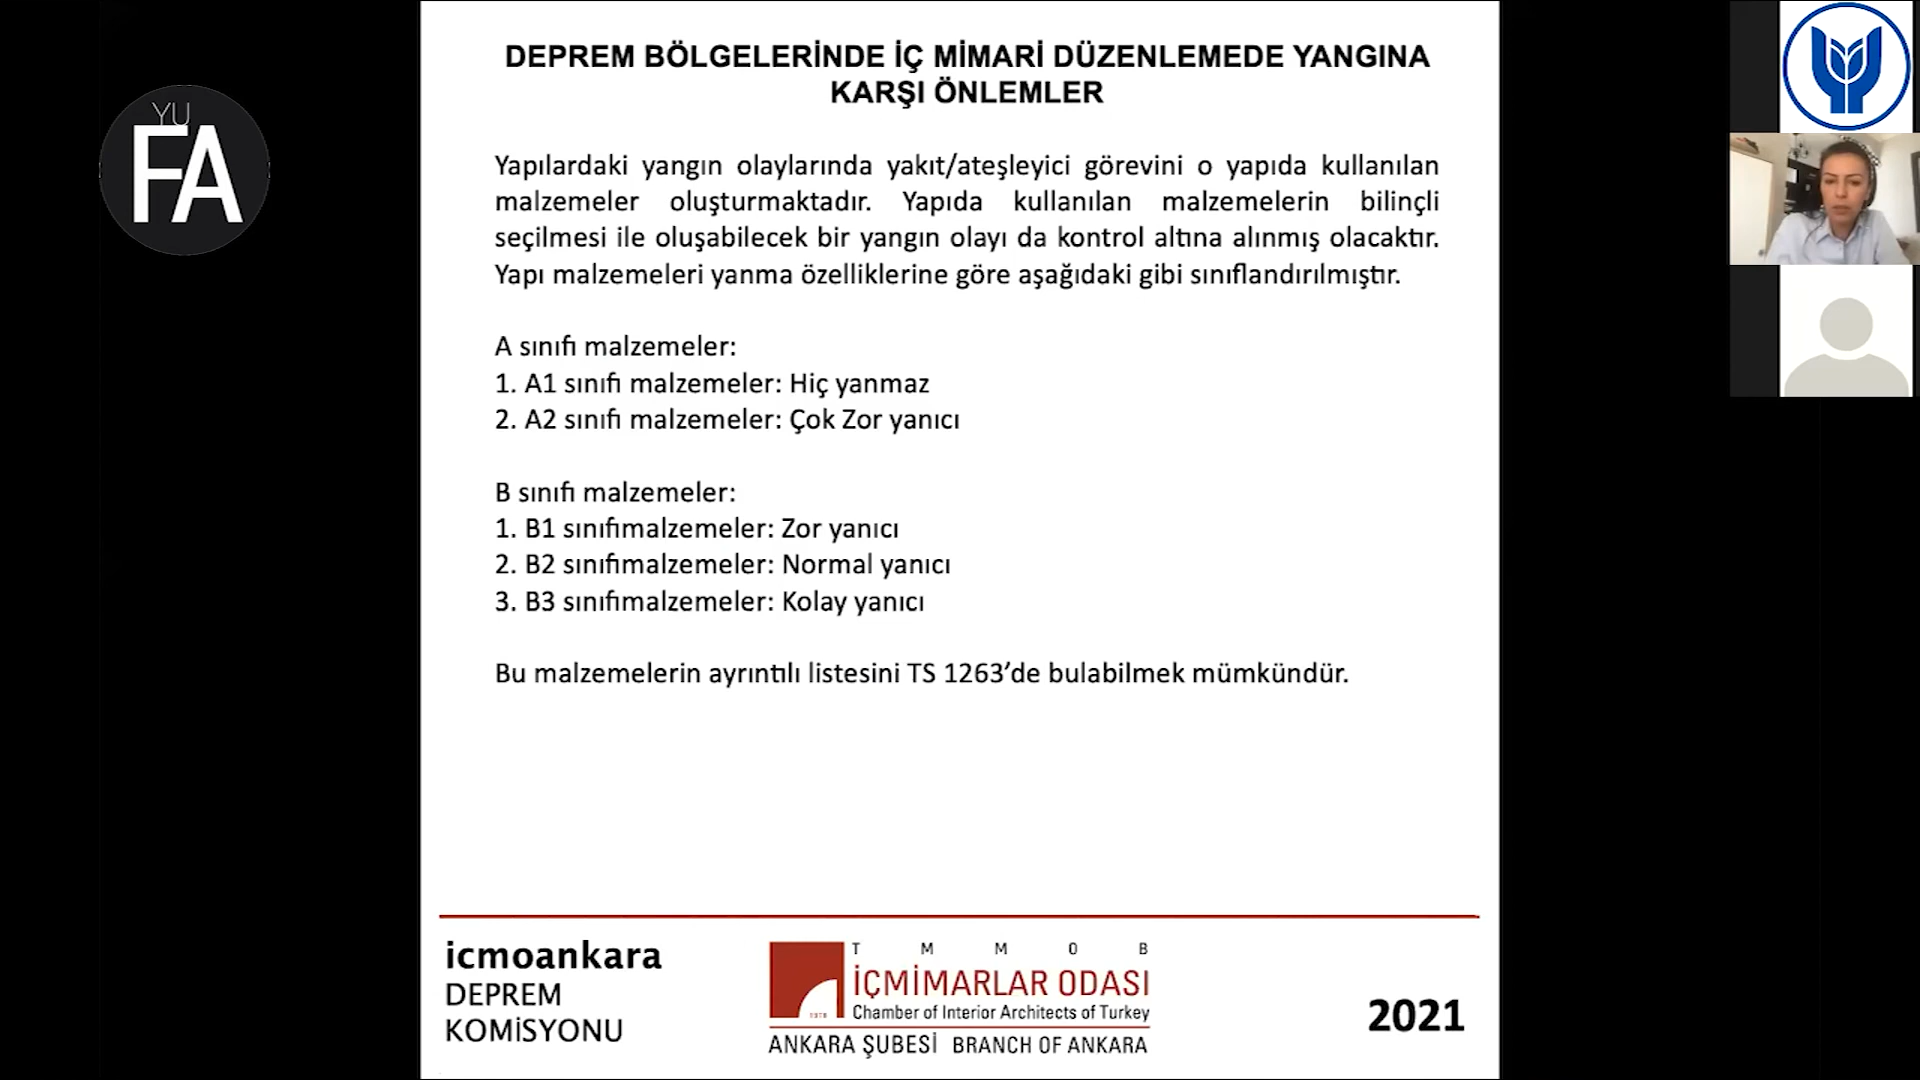 DEPREM BÖLGELERİNDE İÇ MİMARİ DÜZENLEMEDE YANGINA
KARŞI ÖNLEMLER
YU
FA
Yapılardaki yangın olaylarında yakıt/ateşleyici görevini o yapıda kullanılan
malzemeler oluşturmaktadır. Yapıda kullanılan malzemelerin bilinçli
seçilmesi ile oluşabilecek bir yangın olayı da kontrol altına alınmış olacaktır.
Yapı malzemeleri yanma özelliklerine göre aşağıdaki gibi sınıflandırılmıştır.
A sınıfı malzemeler:
1. A1 sınıfı malzemeler: Hiç yanmaz
2. A2 sınıfı malzemeler: Çok Zor yanıcı
B sınıfı malzemeler:
1. B1 sınıfımalzemeler: Zor yanıcı
2. B2 sınıfımalzemeler: Normal yanıcı
3. B3 sınıfımalzemeler: Kolay yanıcı
Bu malzemelerin ayrıntılı listesini TS 1263’de bulabilmek mümkündür.
icmoankara
DEPREM
KOMİSYONU
T M M O B
İÇMİMARLAR ODASI
Chamber of Interior Architects of Turkey
ANKARA ŞUBESİ BRANCH OF ANKARA
2021